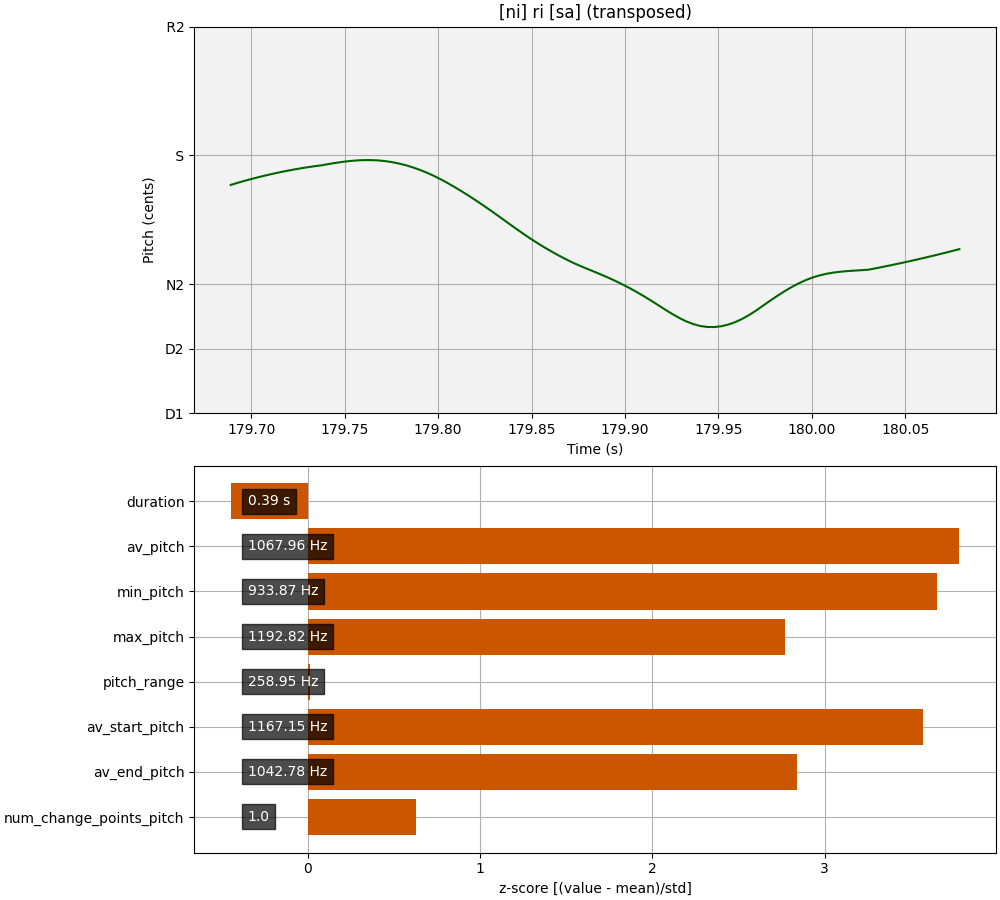 [ni] ri [sa] (transposed)
R2
S
N2
D2
D1
Pitch (cents)
179.70 179.75 179.80 179.85 179.90 179.95 180.00 180.05
Time (s)
duration 0.39 s
av_pitch 1067.96 Hz
min_pitch 933.87 Hz
max_pitch 1192.82 Hz
pitch_range 258.95 Hz
av_start_pitch 1167.15 Hz
av_end_pitch 1042.78 Hz
num_change_points_pitch 1.0
0 1 2 3
z-score [(value - mean)/std]